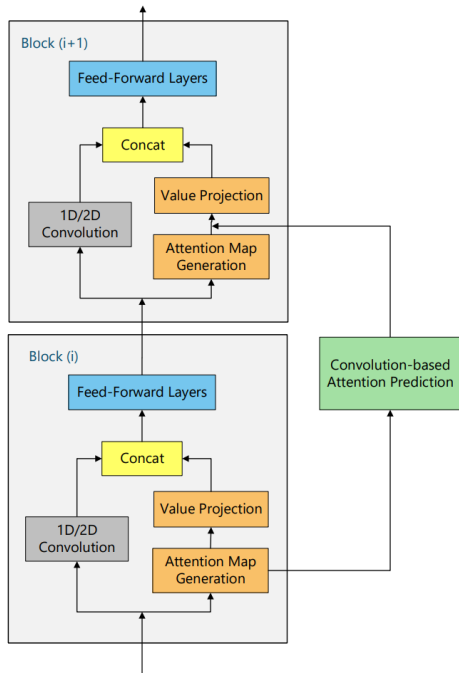 Block (i+1)
Feed-Forward Layers
Concat
Value Projection
1D/2D
Convolution
Attention Map
Generation
Block (i)
Feed-Forward Layers
Convolution-based
Attention Prediction
Concat
Value Projection
1D/2D
Convolution
Attention Map
Generation